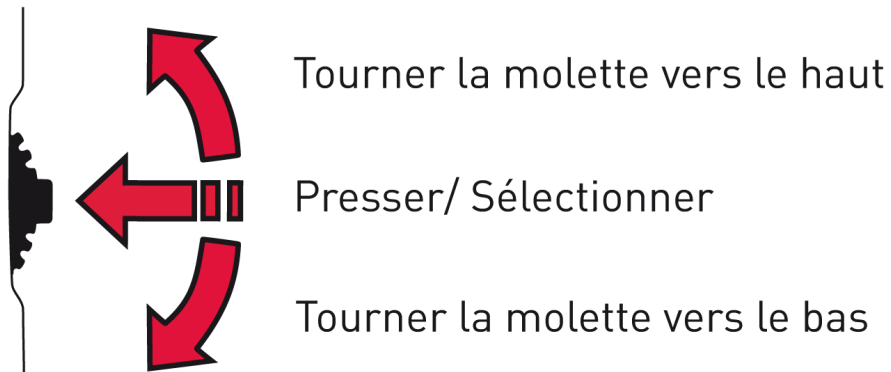 Tourner la molette vers le haut
Presser/ Sélectionner
Tourner la molette vers le bas